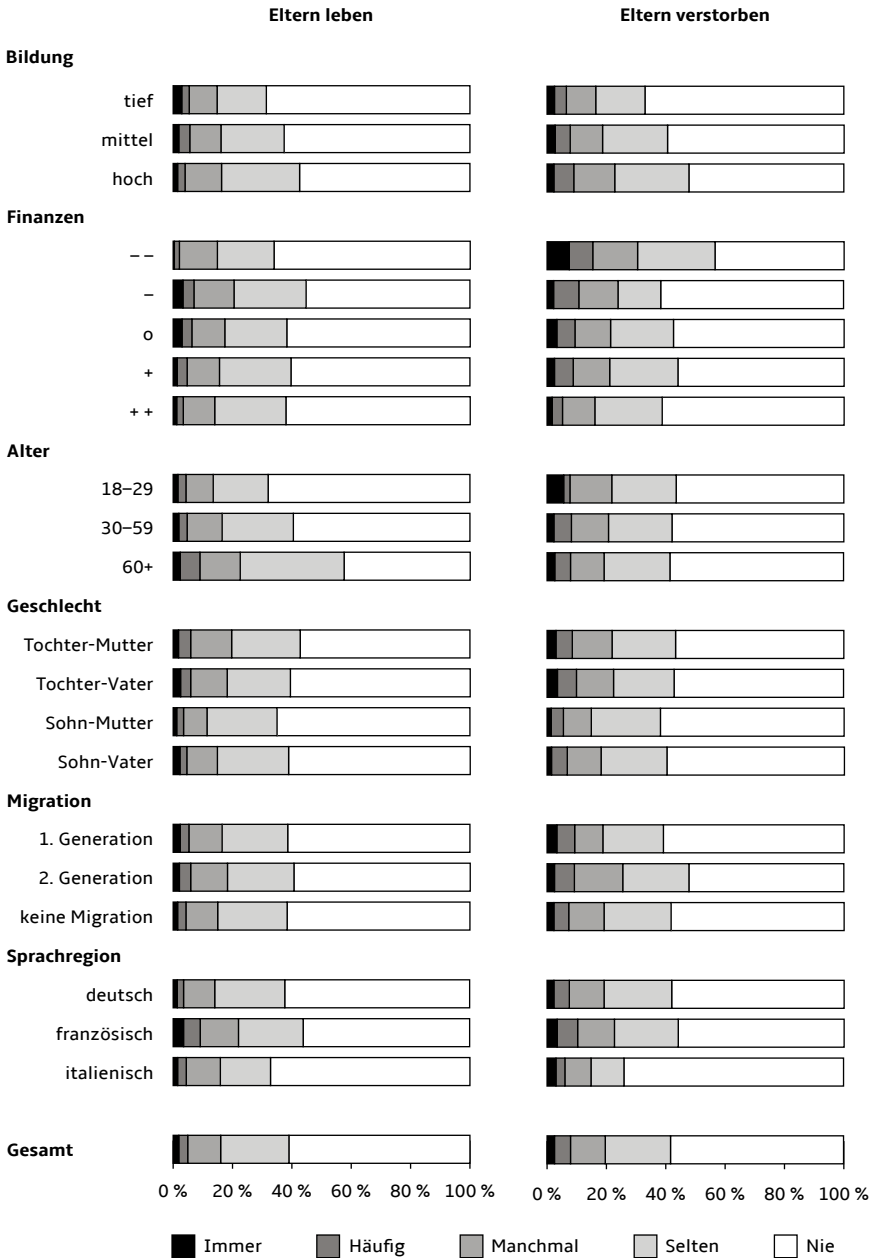 Eltern leben Eltern verstorben
Bildung
tief
mittel
hoch
Finanzen
– –
–
o
+
+ +
Alter
18–29
30–59
60+
Geschlecht
Tochter-Mutter
Tochter-Vater
Sohn-Mutter
Sohn-Vater
Migration
1. Generation
2. Generation
keine Migration
Sprachregion
deutsch
französisch
italienisch
Gesamt
0 % 20 % 40 % 60 % 80 % 100 % 0 % 20 % 40 % 60 % 80 % 100 %
Immer Häufig Manchmal Selten Nie